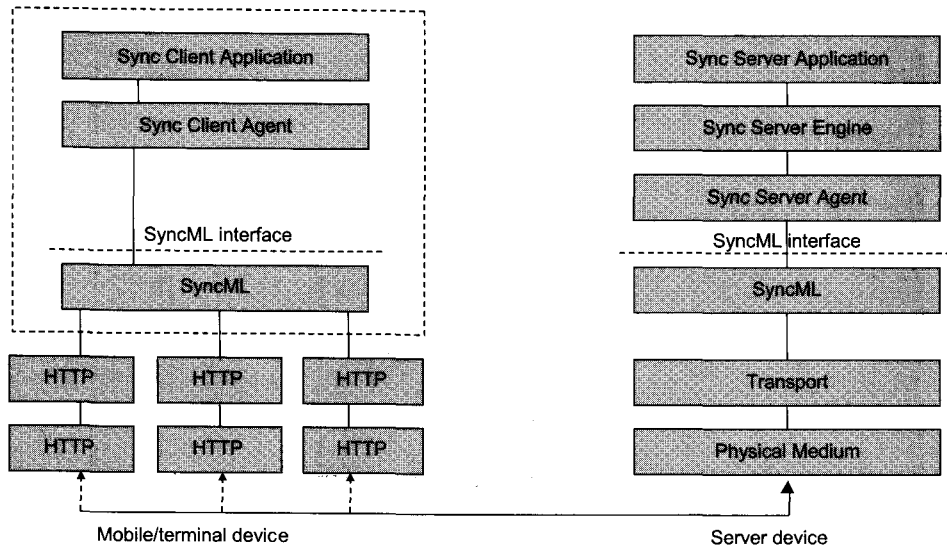 Sync Client Application
Sync Client Agent
SyncML interface
SyncML
HTTP HTTP HTTP
HTTP HTTP HTTP
Mobile/terminal device
Sync Server Application
Sync Server Engine
Sync Server Agent
SyncML interface
SyncML
Transport
Physical Medium
Server device